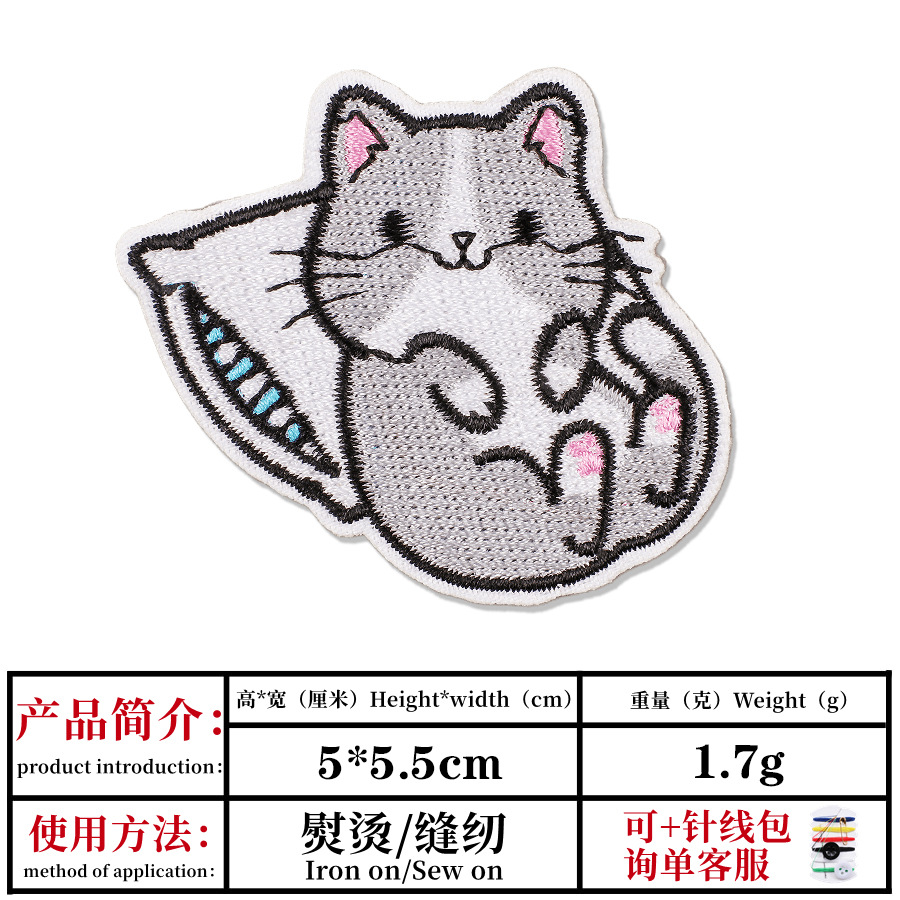 产品简介：
product introduction：
高*宽（厘米）Height*width（cm）
重量（克）Weight（g）
5*5.5cm
1.7g
使用方法：
method of application：
熨烫/缝纫
Iron on/Sew on
可+针线包
询单客服